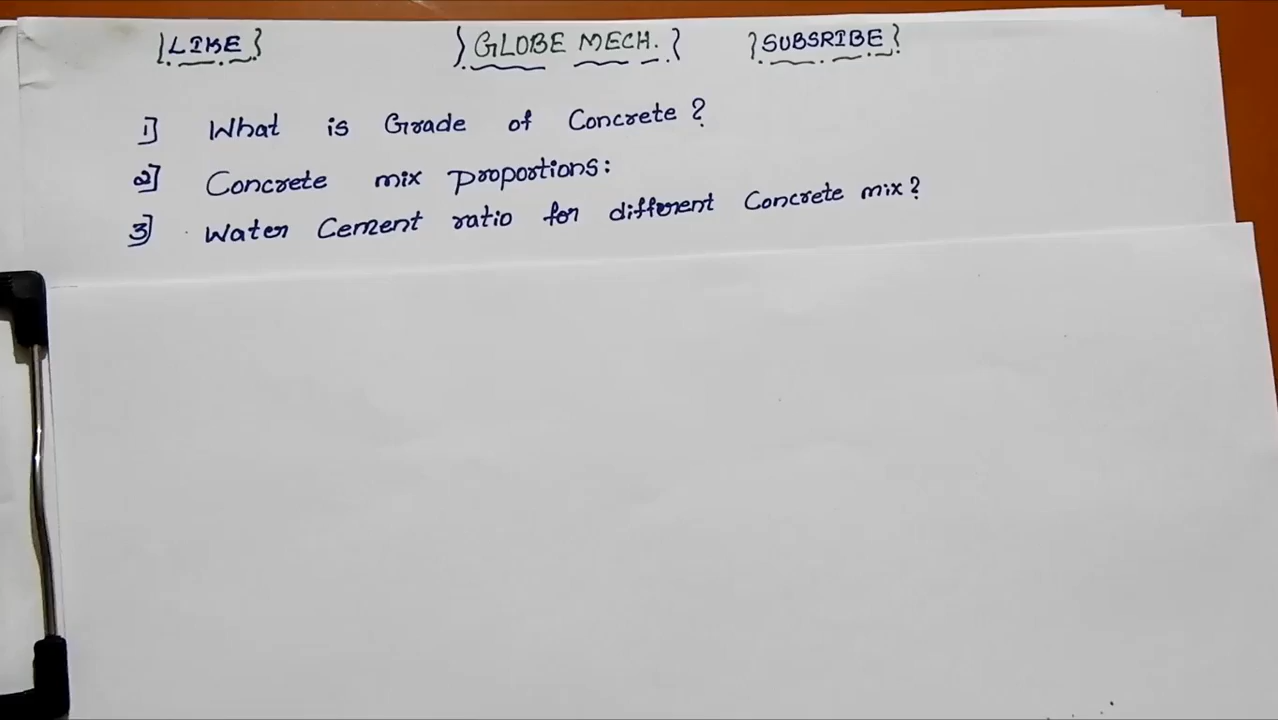 LIKE GLOBE MECH. SUBSRIBE
1] What is Grade of Concrete ?
2] Concrete mix proportions:
3] Water Cement ratio for different Concrete mix ?